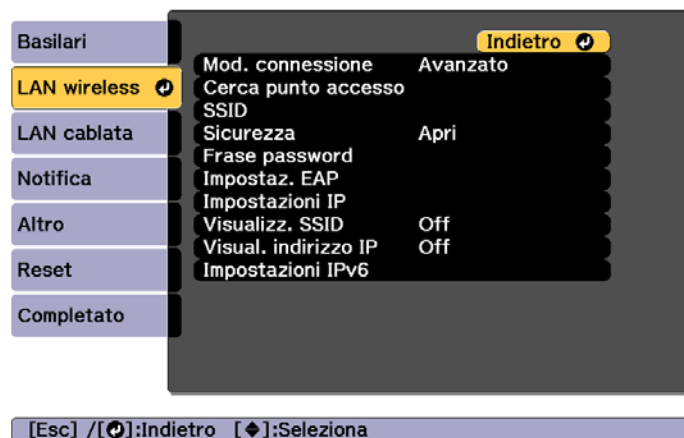 Basilari
LAN wireless
LAN cablata
Notifica
Altro
Reset
Completato
Indietro
Mod. connessione Avanzato
Cerca punto accesso
SSID
Sicurezza Apri
Frase password
Impostaz. EAP
Impostazioni IP
Visualizz. SSID Off
Visual. indirizzo IP Off
Impostazioni IPv6
[Esc] /[]:Indietro []:Seleziona